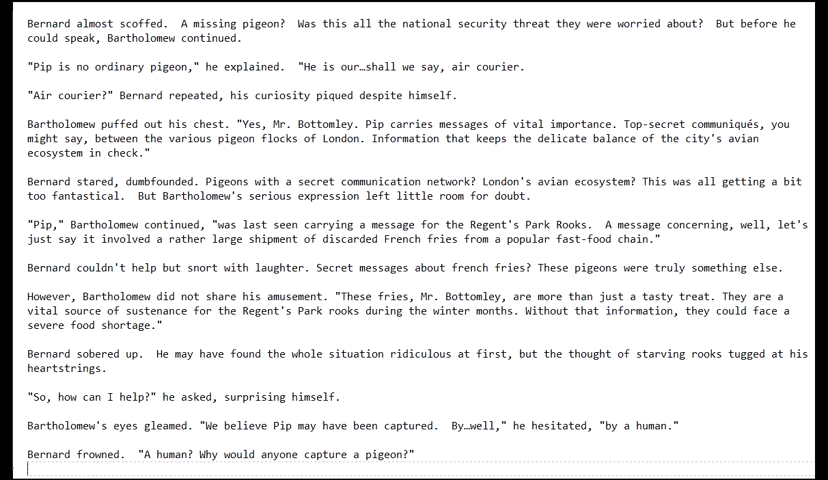 Bernard almost scoffed.  A missing pigeon?  Was this all the national security threat they were worried about?  But before he
could speak, Bartholomew continued.
"Pip is no ordinary pigeon," he explained.  "He is our…shall we say, air courier.
"Air courier?" Bernard repeated, his curiosity piqued despite himself.
Bartholomew puffed out his chest. "Yes, Mr. Bottomley. Pip carries messages of vital importance. Top-secret communiqués, you
might say, between the various pigeon flocks of London. Information that keeps the delicate balance of the city's avian
ecosystem in check."
Bernard stared, dumbfounded. Pigeons with a secret communication network? London's avian ecosystem? This was all getting a bit
too fantastical.  But Bartholomew's serious expression left little room for doubt.
"Pip," Bartholomew continued, "was last seen carrying a message for the Regent's Park Rooks.  A message concerning, well, let's
just say it involved a rather large shipment of discarded French fries from a popular fast-food chain."
Bernard couldn't help but snort with laughter. Secret messages about french fries? These pigeons were truly something else.
However, Bartholomew did not share his amusement. "These fries, Mr. Bottomley, are more than just a tasty treat. They are a
vital source of sustenance for the Regent's Park rooks during the winter months. Without that information, they could face a
severe food shortage."
Bernard sobered up.  He may have found the whole situation ridiculous at first, but the thought of starving rooks tugged at his
heartstrings.
"So, how can I help?" he asked, surprising himself.
Bartholomew's eyes gleamed. "We believe Pip may have been captured.  By…well," he hesitated, "by a human."
Bernard frowned.  "A human? Why would anyone capture a pigeon?"